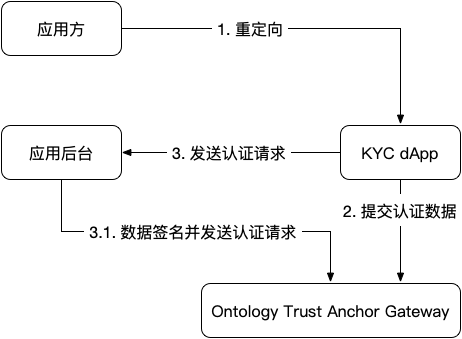 应用方
1. 重定向
应用后台
3. 发送认证请求
KYC dApp
2. 提交认证数据
3.1. 数据签名并发送认证请求
Ontology Trust Anchor Gateway